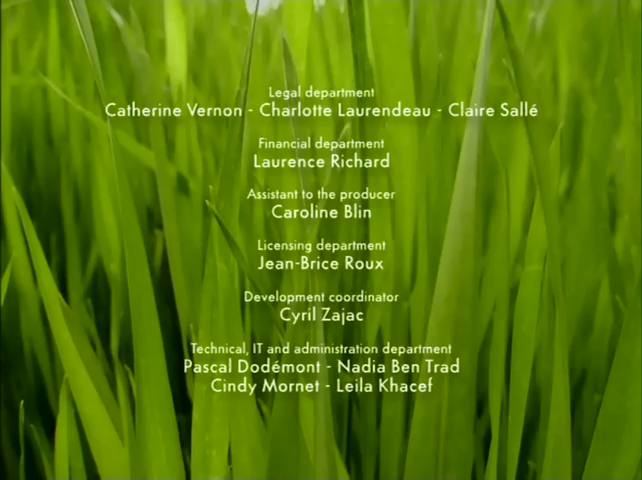 Legal department
Catherine Vernon - Charlotte Laurendeau - Claire Sallé
Financial department
Laurence Richard
Assistant to the producer
Caroline Blin
Licensing department
Jean-Brice Roux
Development coordinator
Cyril Zajac
Technical, IT and administration department
Pascal Dodémont - Nadia Ben Trad
Cindy Mornet - Leila Khacef